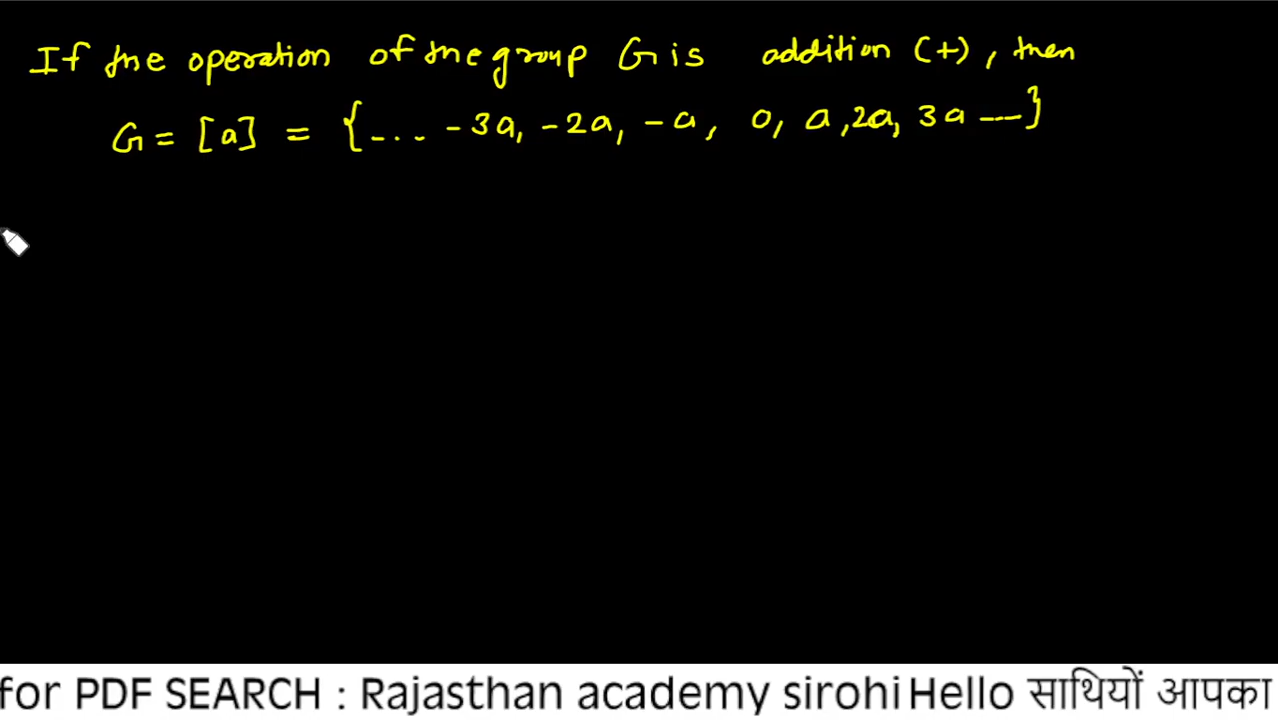 If the operation of the group G is addition (+), then
G = [a] = {... -3a, -2a, -a, 0, a, 2a, 3a ---}
for PDF SEARCH : Rajasthan academy sirohi Hello साथियों आपका